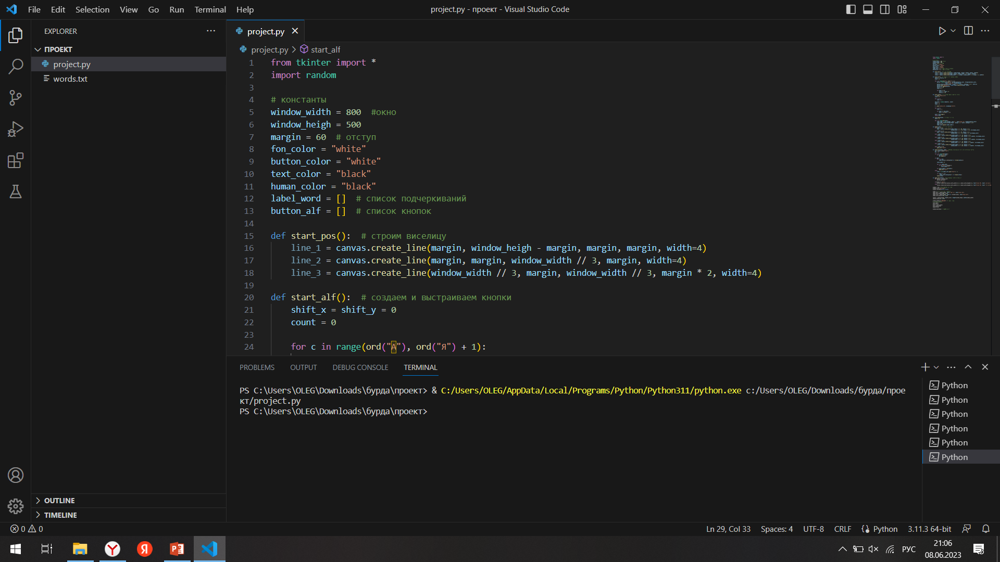 File Edit Selection View Go Run Terminal Help
project.py - проект - Visual Studio Code
EXPLORER
ПРОЕКТ
project.py
words.txt
OUTLINE
TIMELINE
project.py
project.py > start_alf
1 from tkinter import *
2 import random
3
4 # константы
5 window_width = 800  #окно
6 window_heigh = 500
7 margin = 60  # отступ
8 fon_color = "white"
9 button_color = "white"
10 text_color = "black"
11 human_color = "black"
12 label_word = []  # список подчеркиваний
13 button_alf = []  # список кнопок
14
15 def start_pos():  # строим виселицу
16     line_1 = canvas.create_line(margin, window_heigh - margin, margin, margin, width=4)
17     line_2 = canvas.create_line(margin, margin, window_width // 3, margin, width=4)
18     line_3 = canvas.create_line(window_width // 3, margin, window_width // 3, margin * 2, width=4)
19
20 def start_alf():  # создаем и выстраиваем кнопки
21     shift_x = shift_y = 0
22     count = 0
23
24     for c in range(ord("А"), ord("Я") + 1):
PROBLEMS OUTPUT DEBUG CONSOLE TERMINAL
PS C:\Users\OLEG\Downloads\бурда\проект> & C:/Users/OLEG/AppData/Local/Programs/Python/Python311/python.exe c:/Users/OLEG/Downloads/бурда/прое
кт/project.py
PS C:\Users\OLEG\Downloads\бурда\проект>
Python
Python
Python
Python
Python
Python
0 0
Ln 29, Col 33 Spaces: 4 UTF-8 CRLF Python 3.11.3 64-bit
РУС
21:06
08.06.2023